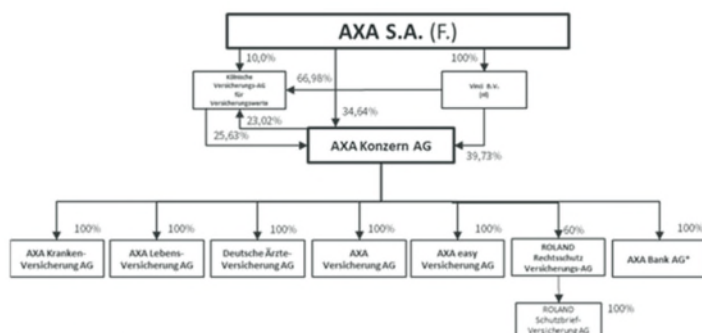 AXA S.A. (F.)
10,0%
100%
Kölnische
Versicherungs-AG
für
Versicherungswerte
66,98%
Vinci B.V.
34,64%
23,02%
25,63%
AXA Konzern AG
39,73%
100%
100%
100%
100%
100%
60%
100%
AXA Kranken-
Versicherung AG
AXA Lebens-
Versicherung AG
Deutsche Ärzte-
Versicherung AG
AXA
Versicherung AG
AXA easy
Versicherung AG
ROLAND
Rechtsschutz
Versicherungs-AG
AXA Bank AG*
ROLAND
Schutzbrief-
Versicherung AG
100%